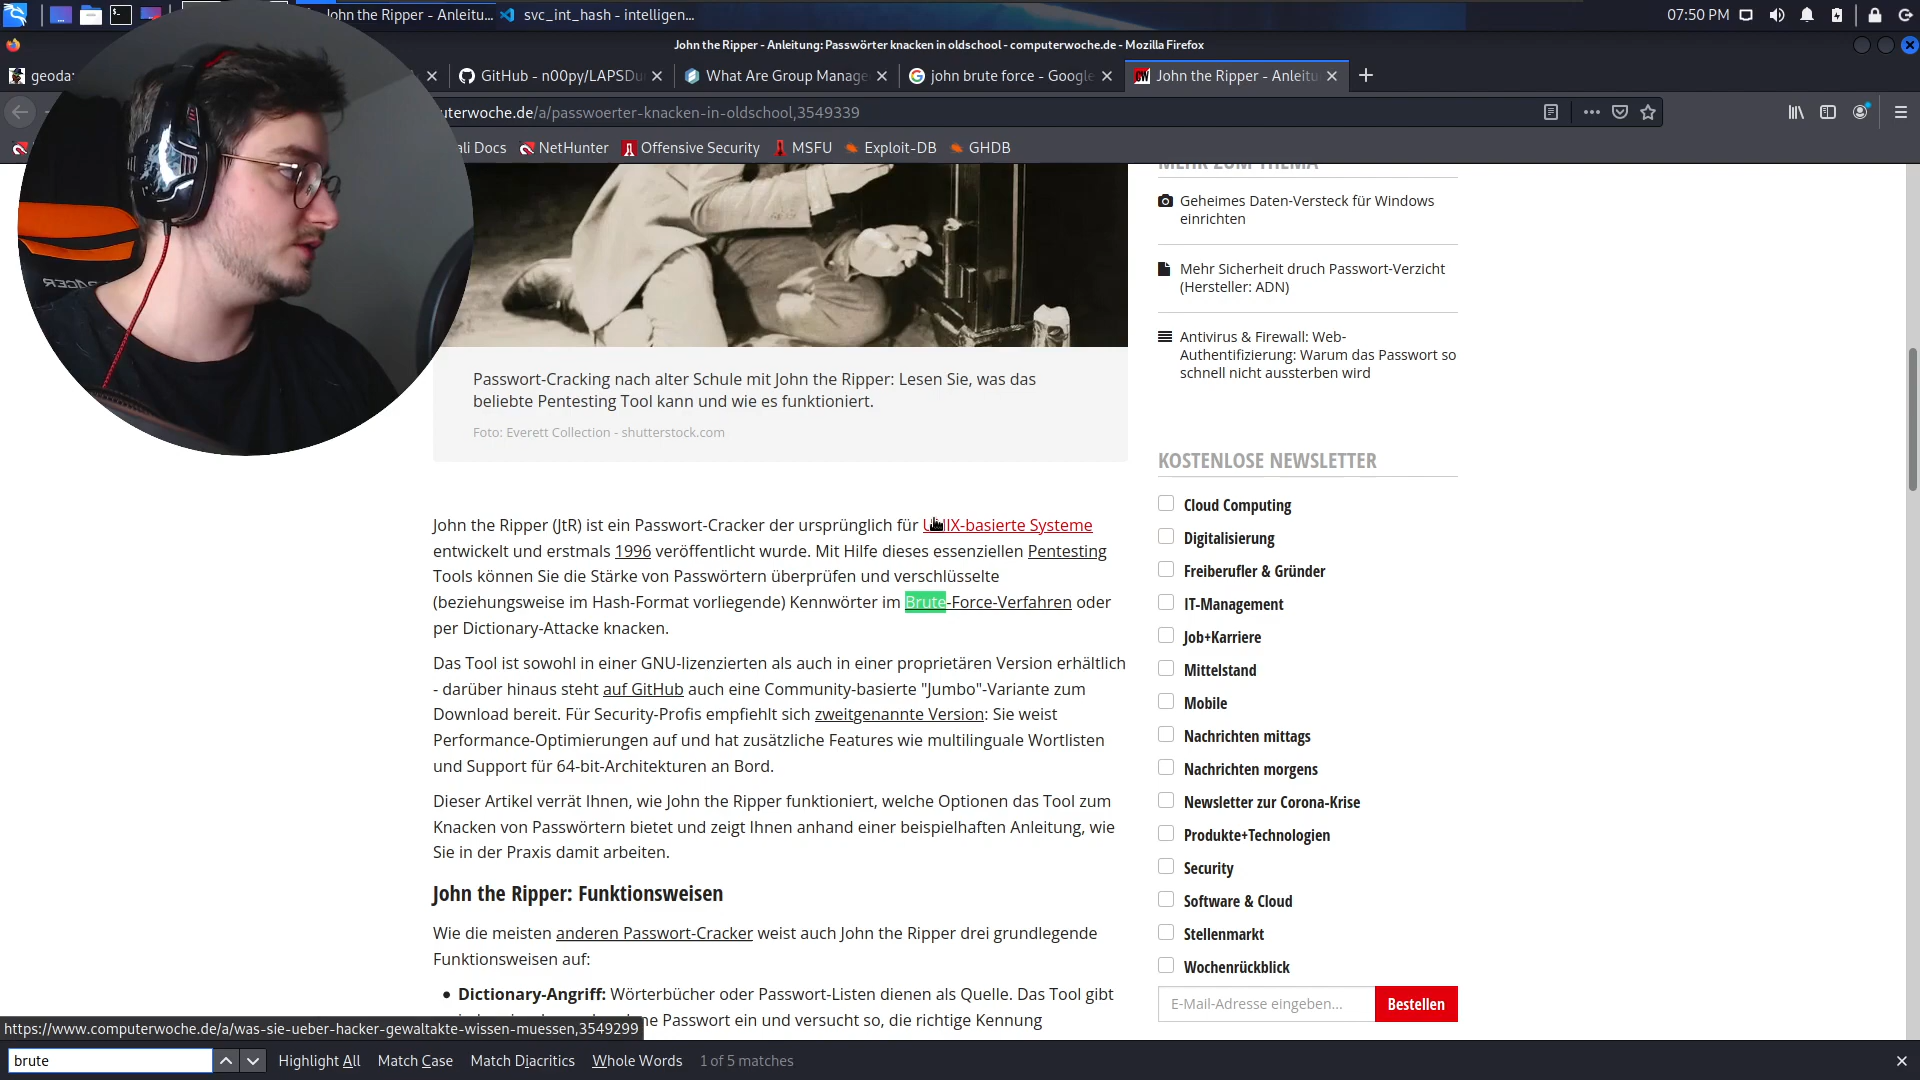 John the Ripper - Anleitu...
svc_int_hash - intelligen...
07:50 PM
John the Ripper - Anleitung: Passwörter knacken in oldschool - computerwoche.de - Mozilla Firefox
GitHub - n00py/LAPSDu
What Are Group Manage
john brute force - Google
John the Ripper - Anleitu
uterwoche.de/a/passwoerter-knacken-in-oldschool,3549339
ali Docs
NetHunter
Offensive Security
MSFU
Exploit-DB
GHDB
MEHR ZUM THEMA
Geheimes Daten-Versteck für Windows
einrichten
Mehr Sicherheit druch Passwort-Verzicht
(Hersteller: ADN)
Antivirus & Firewall: Web-
Authentifizierung: Warum das Passwort so
schnell nicht aussterben wird
Passwort-Cracking nach alter Schule mit John the Ripper: Lesen Sie, was das
beliebte Pentesting Tool kann und wie es funktioniert.
Foto: Everett Collection - shutterstock.com
John the Ripper (JtR) ist ein Passwort-Cracker der ursprünglich für UNIX-basierte Systeme
entwickelt und erstmals 1996 veröffentlicht wurde. Mit Hilfe dieses essenziellen Pentesting
Tools können Sie die Stärke von Passwörtern überprüfen und verschlüsselte
(beziehungsweise im Hash-Format vorliegende) Kennwörter im Brute-Force-Verfahren oder
per Dictionary-Attacke knacken.
Das Tool ist sowohl in einer GNU-lizenzierten als auch in einer proprietären Version erhältlich
- darüber hinaus steht auf GitHub auch eine Community-basierte "Jumbo"-Variante zum
Download bereit. Für Security-Profis empfiehlt sich zweitgenannte Version: Sie weist
Performance-Optimierungen auf und hat zusätzliche Features wie multilinguale Wortlisten
und Support für 64-bit-Architekturen an Bord.
Dieser Artikel verrät Ihnen, wie John the Ripper funktioniert, welche Optionen das Tool zum
Knacken von Passwörtern bietet und zeigt Ihnen anhand einer beispielhaften Anleitung, wie
Sie in der Praxis damit arbeiten.
John the Ripper: Funktionsweisen
Wie die meisten anderen Passwort-Cracker weist auch John the Ripper drei grundlegende
Funktionsweisen auf:
• Dictionary-Angriff: Wörterbücher oder Passwort-Listen dienen als Quelle. Das Tool gibt
ne Passwort ein und versucht so, die richtige Kennung
KOSTENLOSE NEWSLETTER
Cloud Computing
Digitalisierung
Freiberufler & Gründer
IT-Management
Job+Karriere
Mittelstand
Mobile
Nachrichten mittags
Nachrichten morgens
Newsletter zur Corona-Krise
Produkte+Technologien
Security
Software & Cloud
Stellenmarkt
Wochenrückblick
E-Mail-Adresse eingeben...
Bestellen
https://www.computerwoche.de/a/was-sie-ueber-hacker-gewaltakte-wissen-muessen,3549299
brute
Highlight All
Match Case
Match Diacritics
Whole Words
1 of 5 matches